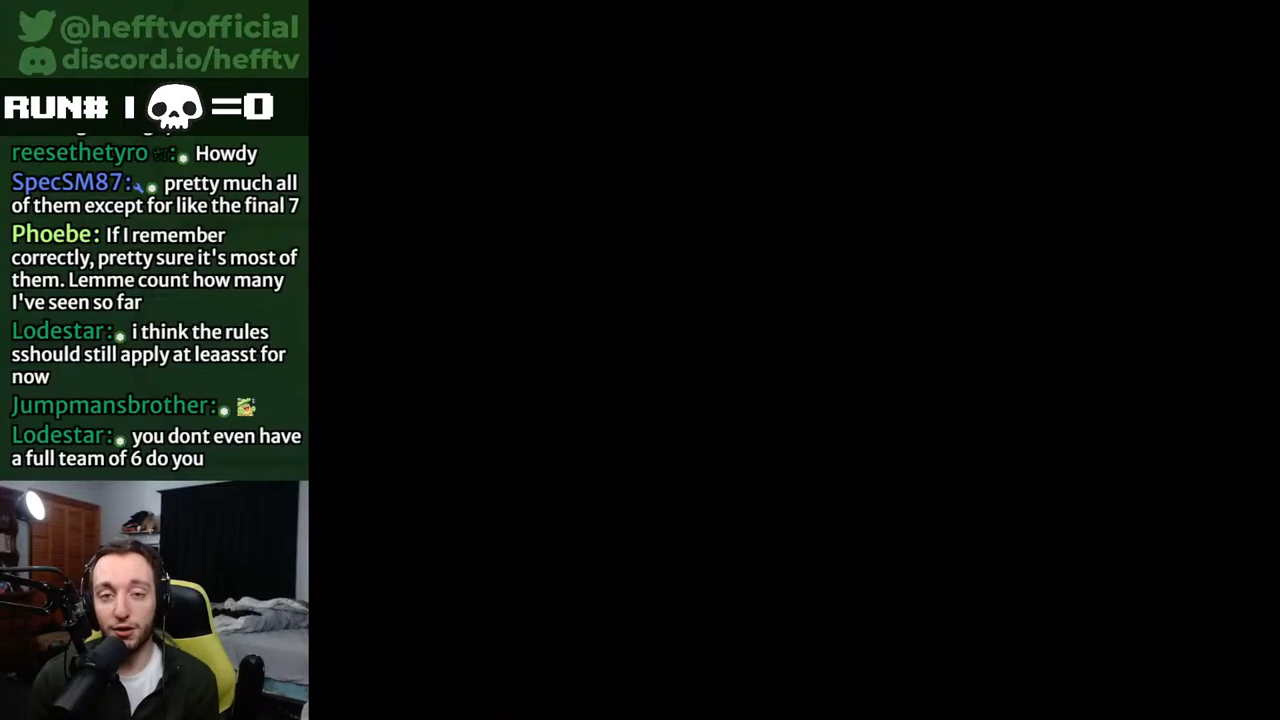 @hefftvofficial
discord.io/hefftv
RUN# 1 =0
reesethetyro : Howdy
SpecSM87: pretty much all
of them except for like the final 7
Phoebe: If I remember
correctly, pretty sure it's most of
them. Lemme count how many
I've seen so far
Lodestar: i think the rules
sshould still apply at leaasst for
now
Jumpmansbrother:
Lodestar: you dont even have
a full team of 6 do you